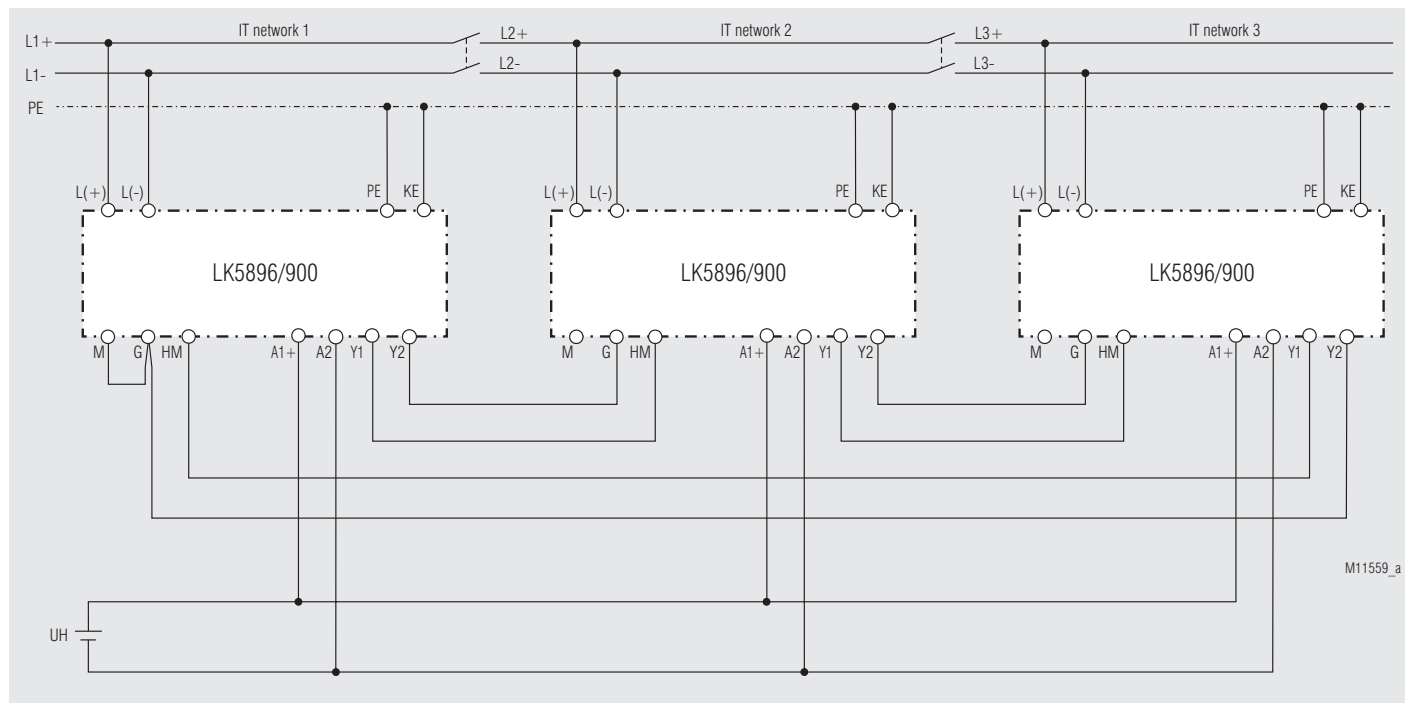 IT network 1
IT network 2
IT network 3
L1+
L2+
L3+
L1-
L2-
L3-
PE
L(+)
L(-)
PE
KE
L(+)
L(-)
PE
KE
L(+)
L(-)
PE
KE
LK5896/900
LK5896/900
LK5896/900
M
G
HM
A1+
A2
Y1
Y2
M
G
HM
A1+
A2
Y1
Y2
M
G
HM
A1+
A2
Y1
Y2
M11559_a
UH